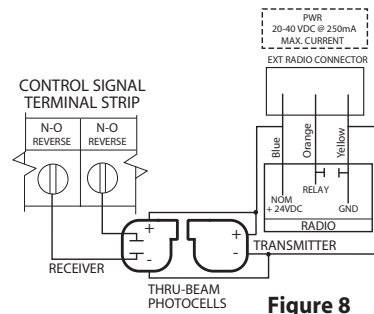 PWR
20-40 VDC @ 250mA
MAX. CURRENT
EXT RADIO CONNECTOR
CONTROL SIGNAL
TERMINAL STRIP
N-O
REVERSE
N-O
REVERSE
Blue
Orange
Yellow
RELAY
NOM
+ 24VDC
GND
RADIO
+
-
+
-
TRANSMITTER
RECEIVER
THRU-BEAM
PHOTOCELLS
Figure 8